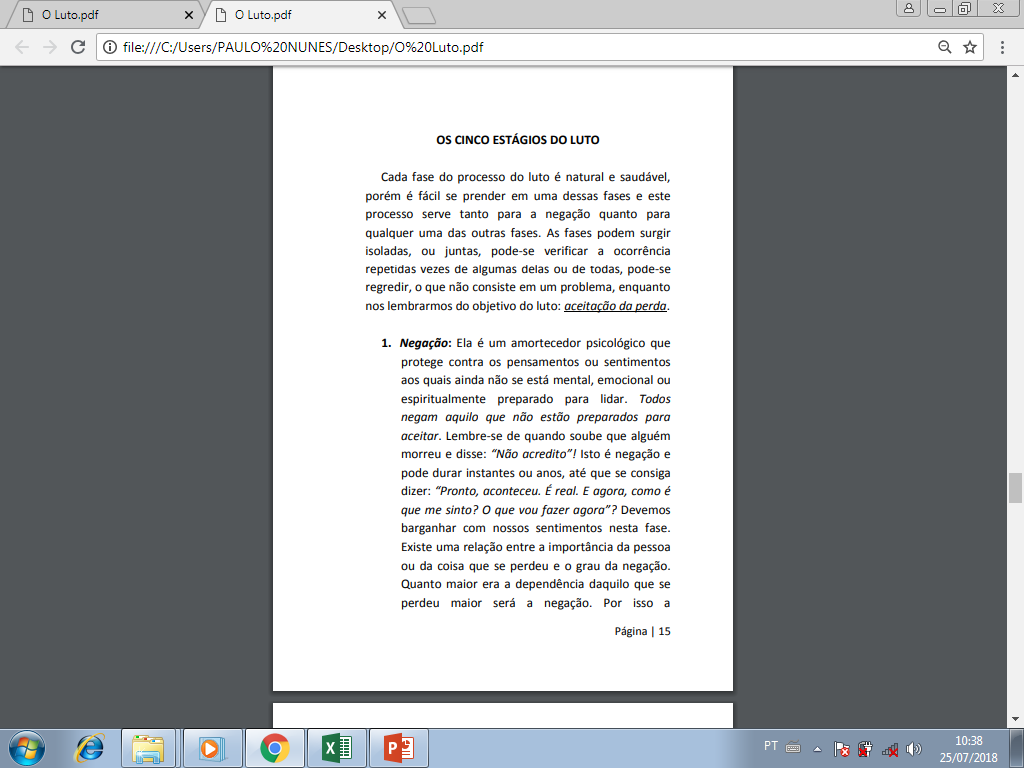 O Luto.pdf
O Luto.pdf
file:///C:/Users/PAULO%20NUNES/Desktop/O%20Luto.pdf
OS CINCO ESTÁGIOS DO LUTO
Cada fase do processo do luto é natural e saudável,
porém é fácil se prender em uma dessas fases e este
processo serve tanto para a negação quanto para
qualquer uma das outras fases. As fases podem surgir
isoladas, ou juntas, pode-se verificar a ocorrência
repetidas vezes de algumas delas ou de todas, pode-se
regredir, o que não consiste em um problema, enquanto
nos lembrarmos do objetivo do luto: aceitação da perda.
1. Negação: Ela é um amortecedor psicológico que
protege contra os pensamentos ou sentimentos
aos quais ainda não se está mental, emocional ou
espiritualmente preparado para lidar. Todos
negam aquilo que não estão preparados para
aceitar. Lembre-se de quando soube que alguém
morreu e disse: “Não acredito”! Isto é negação e
pode durar instantes ou anos, até que se consiga
dizer: “Pronto, aconteceu. É real. E agora, como é
que me sinto? O que vou fazer agora”? Devemos
barganhar com nossos sentimentos nesta fase.
Existe uma relação entre a importância da pessoa
ou da coisa que se perdeu e o grau da negação.
Quanto maior era a dependência daquilo que se
perdeu maior será a negação. Por isso a
Página | 15
PT
10:38
25/07/2018